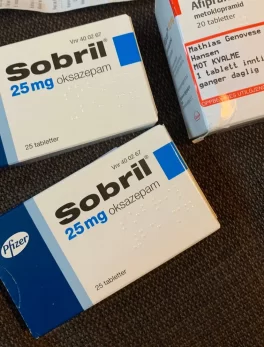 Vnr 40 02 67
Sobril®
25 mg oksazepam
25 tabletter
metoklopramid
20 tabletter
Mathias Genovese
Hansen
MOT KVALME
1 tablett inntil
ganger daglig
Vnr 40 02 67
Sobril®
25 mg oksazepam
25 tabletter
Pfizer